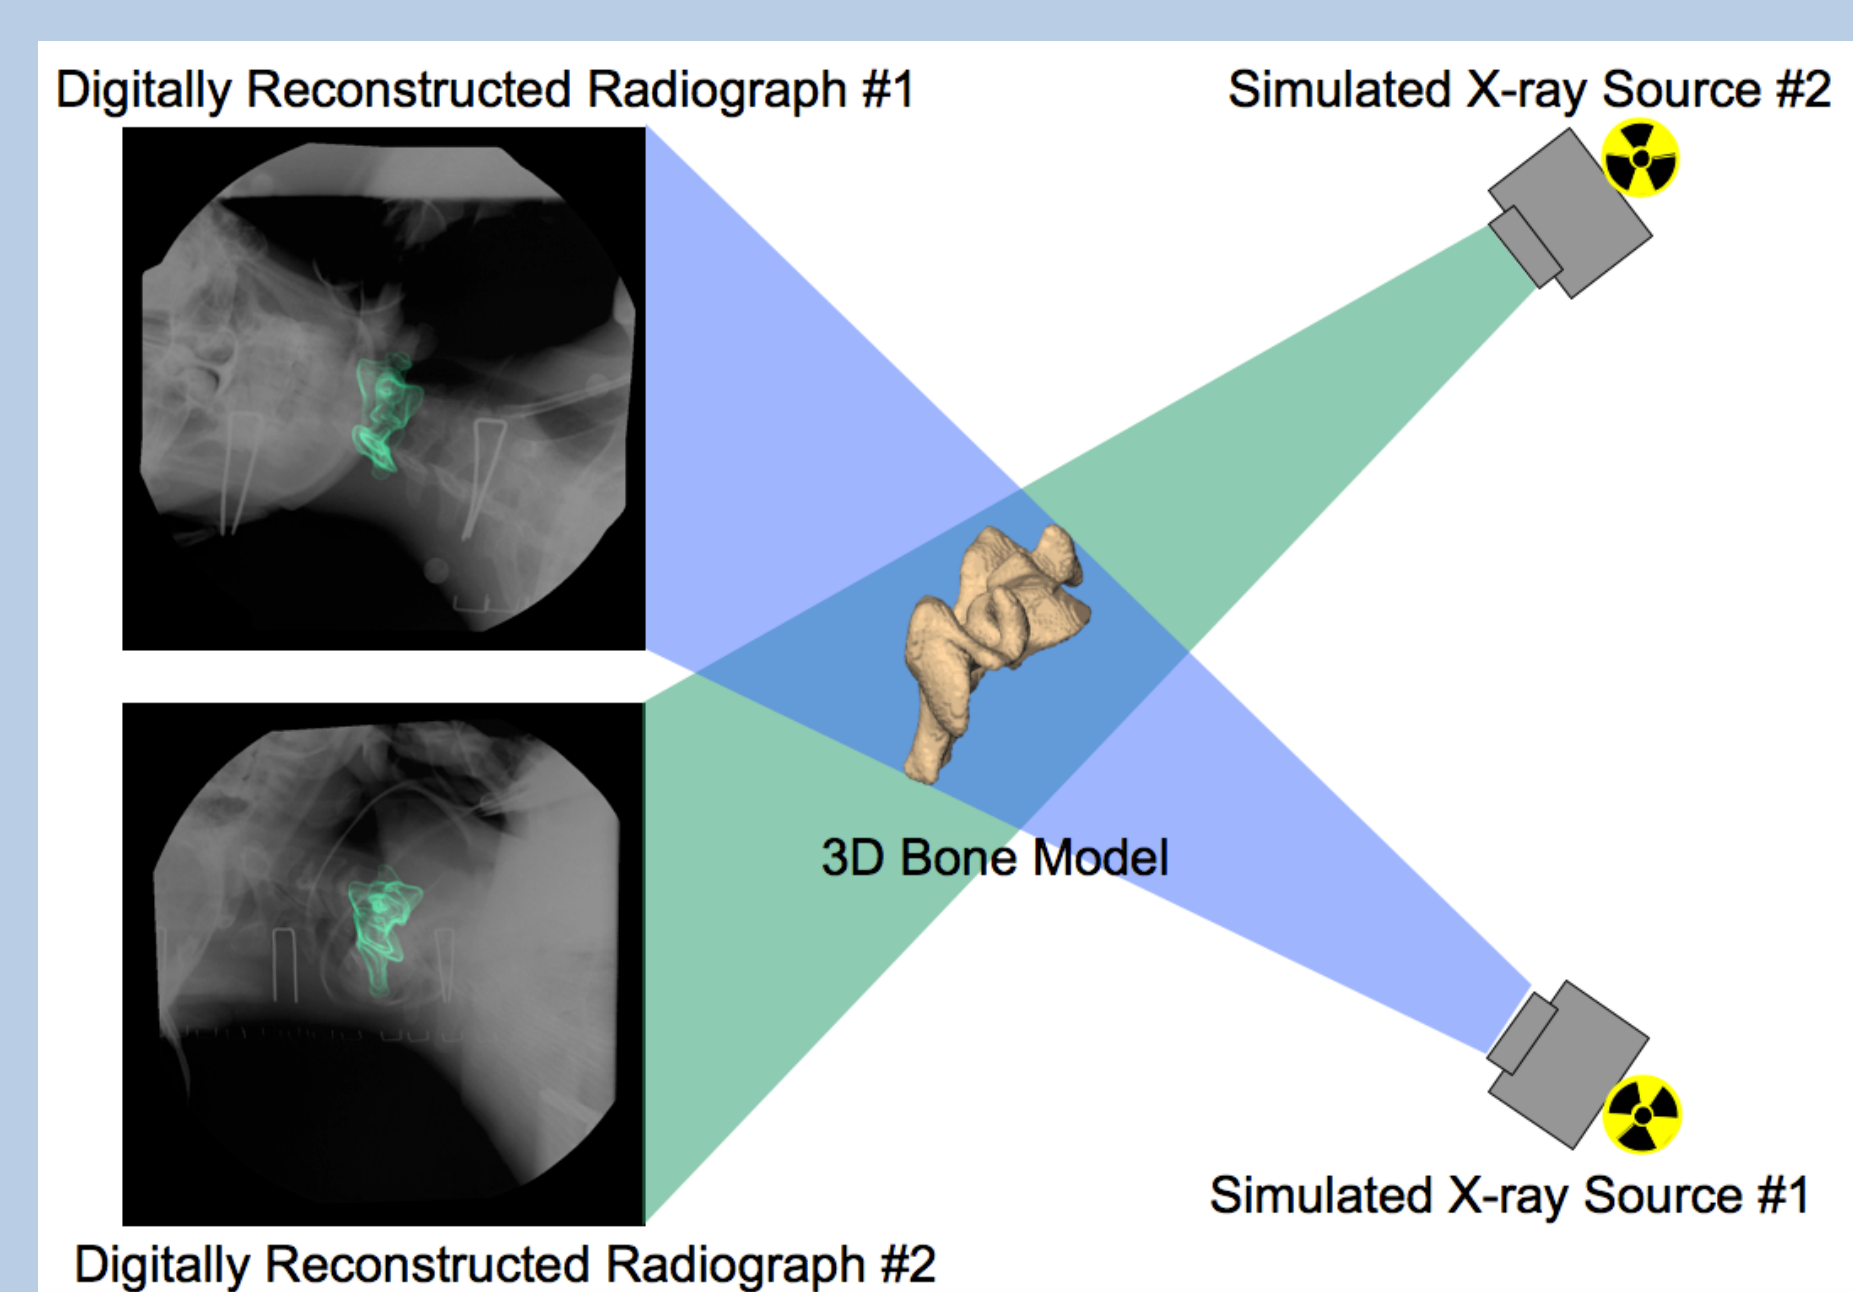 Digitally Reconstructed Radiograph #1
Simulated X-ray Source #2
3D Bone Model
Simulated X-ray Source #1
Digitally Reconstructed Radiograph #2